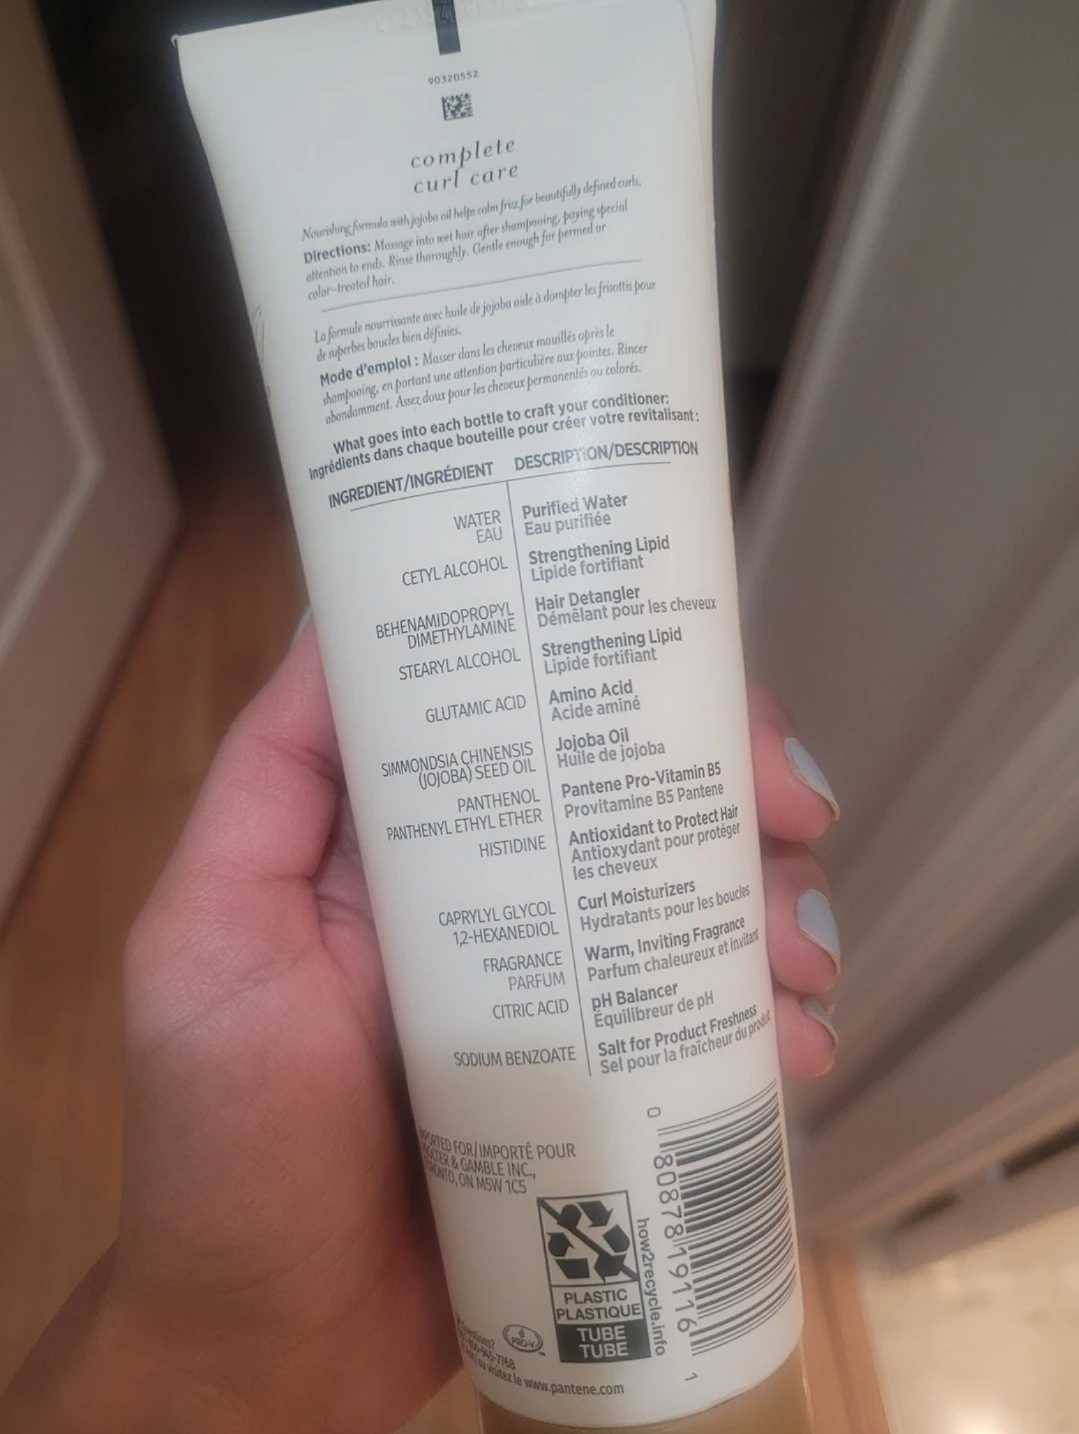 90320552
complete
curl care
Nourishing formula with jojoba oil helps calm frizz for beautifully defined curls.
Directions: Massage into wet hair after shampooing, paying special
attention to ends. Rinse thoroughly. Gentle enough for permed or
color-treated hair.
La formule nourrissante avec huile de jojoba aide à dompter les frisottis pour
de superbes boucles bien définies.
Mode d'emploi : Masser dans les cheveux mouillés après le
shampooing, en portant une attention particulière aux pointes. Rincer
abondamment. Assez doux pour les cheveux permanentés ou colorés.
What goes into each bottle to craft your conditioner:
Ingrédients dans chaque bouteille pour créer votre revitalisant :
INGREDIENT/INGRÉDIENT DESCRIPTION/DESCRIPTION
WATER Purified Water
EAU Eau purifiée
CETYL ALCOHOL Strengthening Lipid
Lipide fortifiant
BEHENAMIDOPROPYL Hair Detangler
DIMETHYLAMINE Démêlant pour les cheveux
STEARYL ALCOHOL Strengthening Lipid
Lipide fortifiant
GLUTAMIC ACID Amino Acid
Acide aminé
SIMMONDSIA CHINENSIS Jojoba Oil
(JOJOBA) SEED OIL Huile de jojoba
PANTHENOL Pantene Pro-Vitamin B5
PANTHENYL ETHYL ETHER Provitamine B5 Pantene
HISTIDINE Antioxidant to Protect Hair
Antioxydant pour protéger
les cheveux
CAPRYLYL GLYCOL Curl Moisturizers
1,2-HEXANEDIOL Hydratants pour les boucles
FRAGRANCE Warm, Inviting Fragrance
PARFUM Parfum chaleureux et invitant
CITRIC ACID pH Balancer
Équilibreur de pH
SODIUM BENZOATE Salt for Product Freshness
Sel pour la fraîcheur du produit
FOR/IMPORTÉ POUR
& GAMBLE INC.,
ON M5W 1C5
PLASTIC
PLASTIQUE
TUBE
TUBE
how2recycle.info
0 80878 19116 1
PRO-V
Questions?
visitez le www.pantene.com